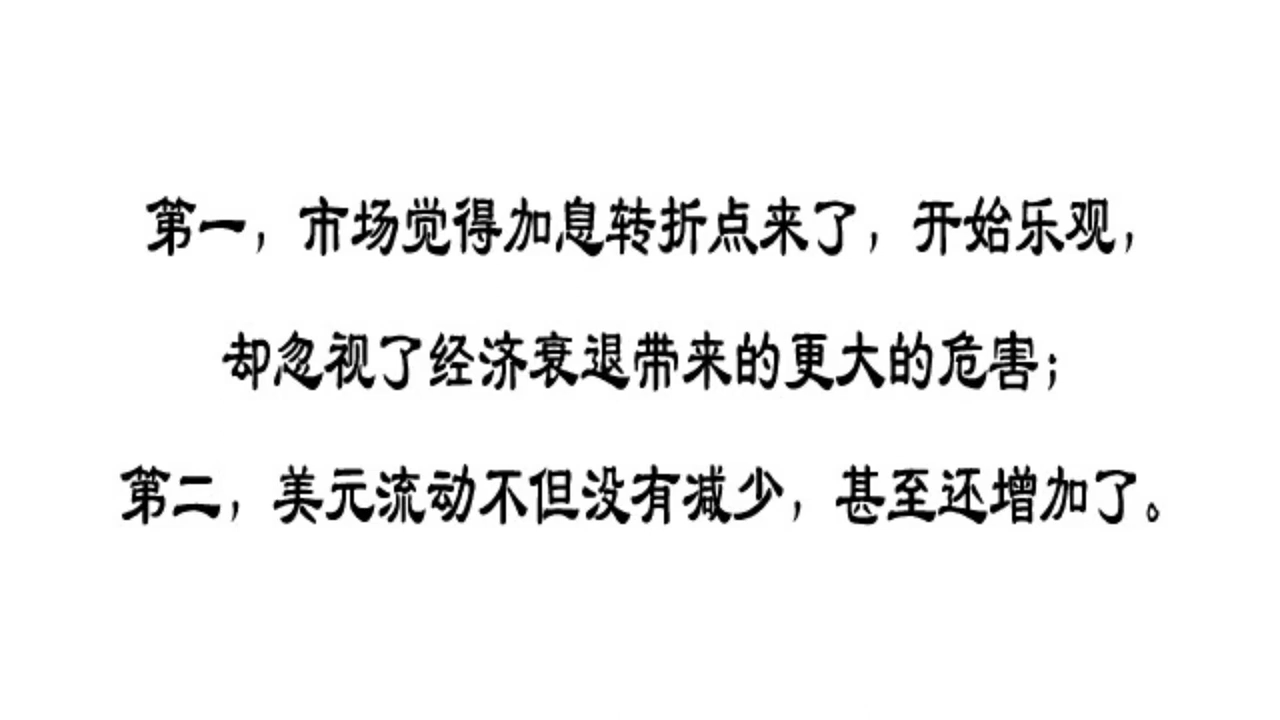 第一，市场觉得加息转折点来了，开始乐观，
却忽视了经济衰退带来的更大的危害；
第二，美元流动不但没有减少，甚至还增加了。